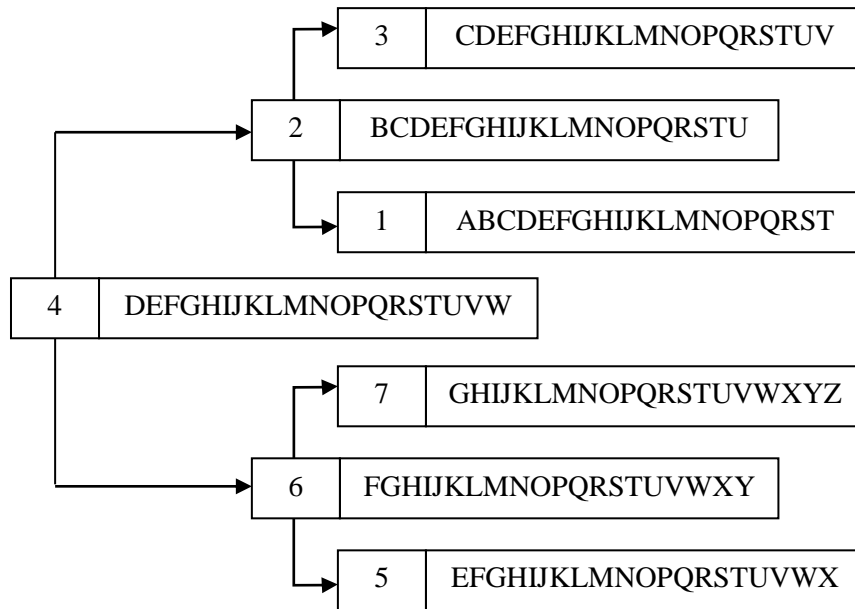 3 CDEFGHIJKLMNOPQRSTUV
2 BCDEFGHIJKLMNOPQRSTU
1 ABCDEFGHIJKLMNOPQRST
4 DEFGHIJKLMNOPQRSTUVW
7 GHIJKLMNOPQRSTUVWXYZ
6 FGHIJKLMNOPQRSTUVWXY
5 EFGHIJKLMNOPQRSTUVWX